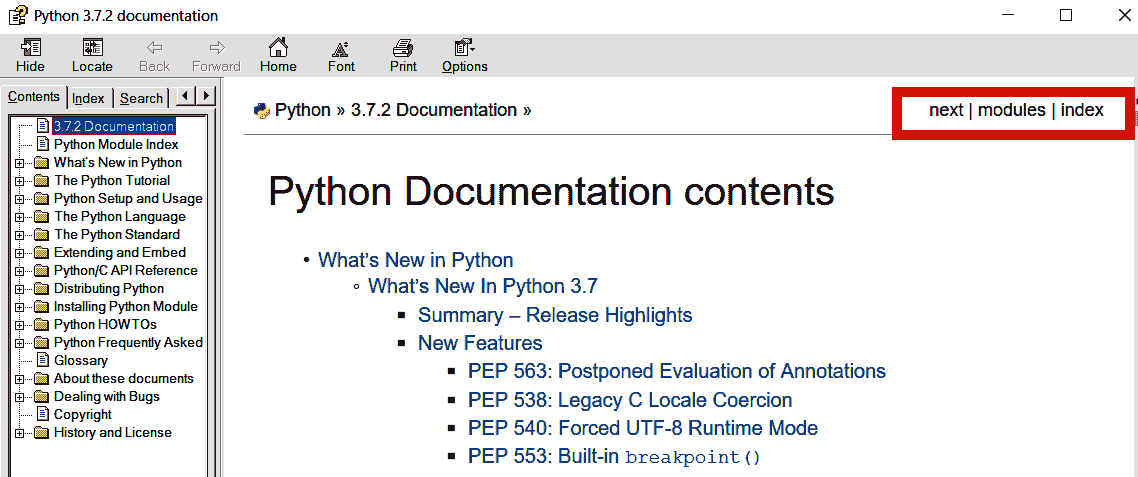 Python 3.7.2 documentation
Hide Locate Back Forward Home Font Print Options
Contents Index Search
3.7.2 Documentation
Python Module Index
What's New in Python
The Python Tutorial
Python Setup and Usage
The Python Language
The Python Standard
Extending and Embed
Python/C API Reference
Distributing Python
Installing Python Module
Python HOWTOs
Python Frequently Asked
Glossary
About these documents
Dealing with Bugs
Copyright
History and License
Python » 3.7.2 Documentation » next | modules | index
Python Documentation contents
• What’s New in Python
◦ What’s New In Python 3.7
▪ Summary – Release Highlights
▪ New Features
▪ PEP 563: Postponed Evaluation of Annotations
▪ PEP 538: Legacy C Locale Coercion
▪ PEP 540: Forced UTF-8 Runtime Mode
▪ PEP 553: Built-in breakpoint()